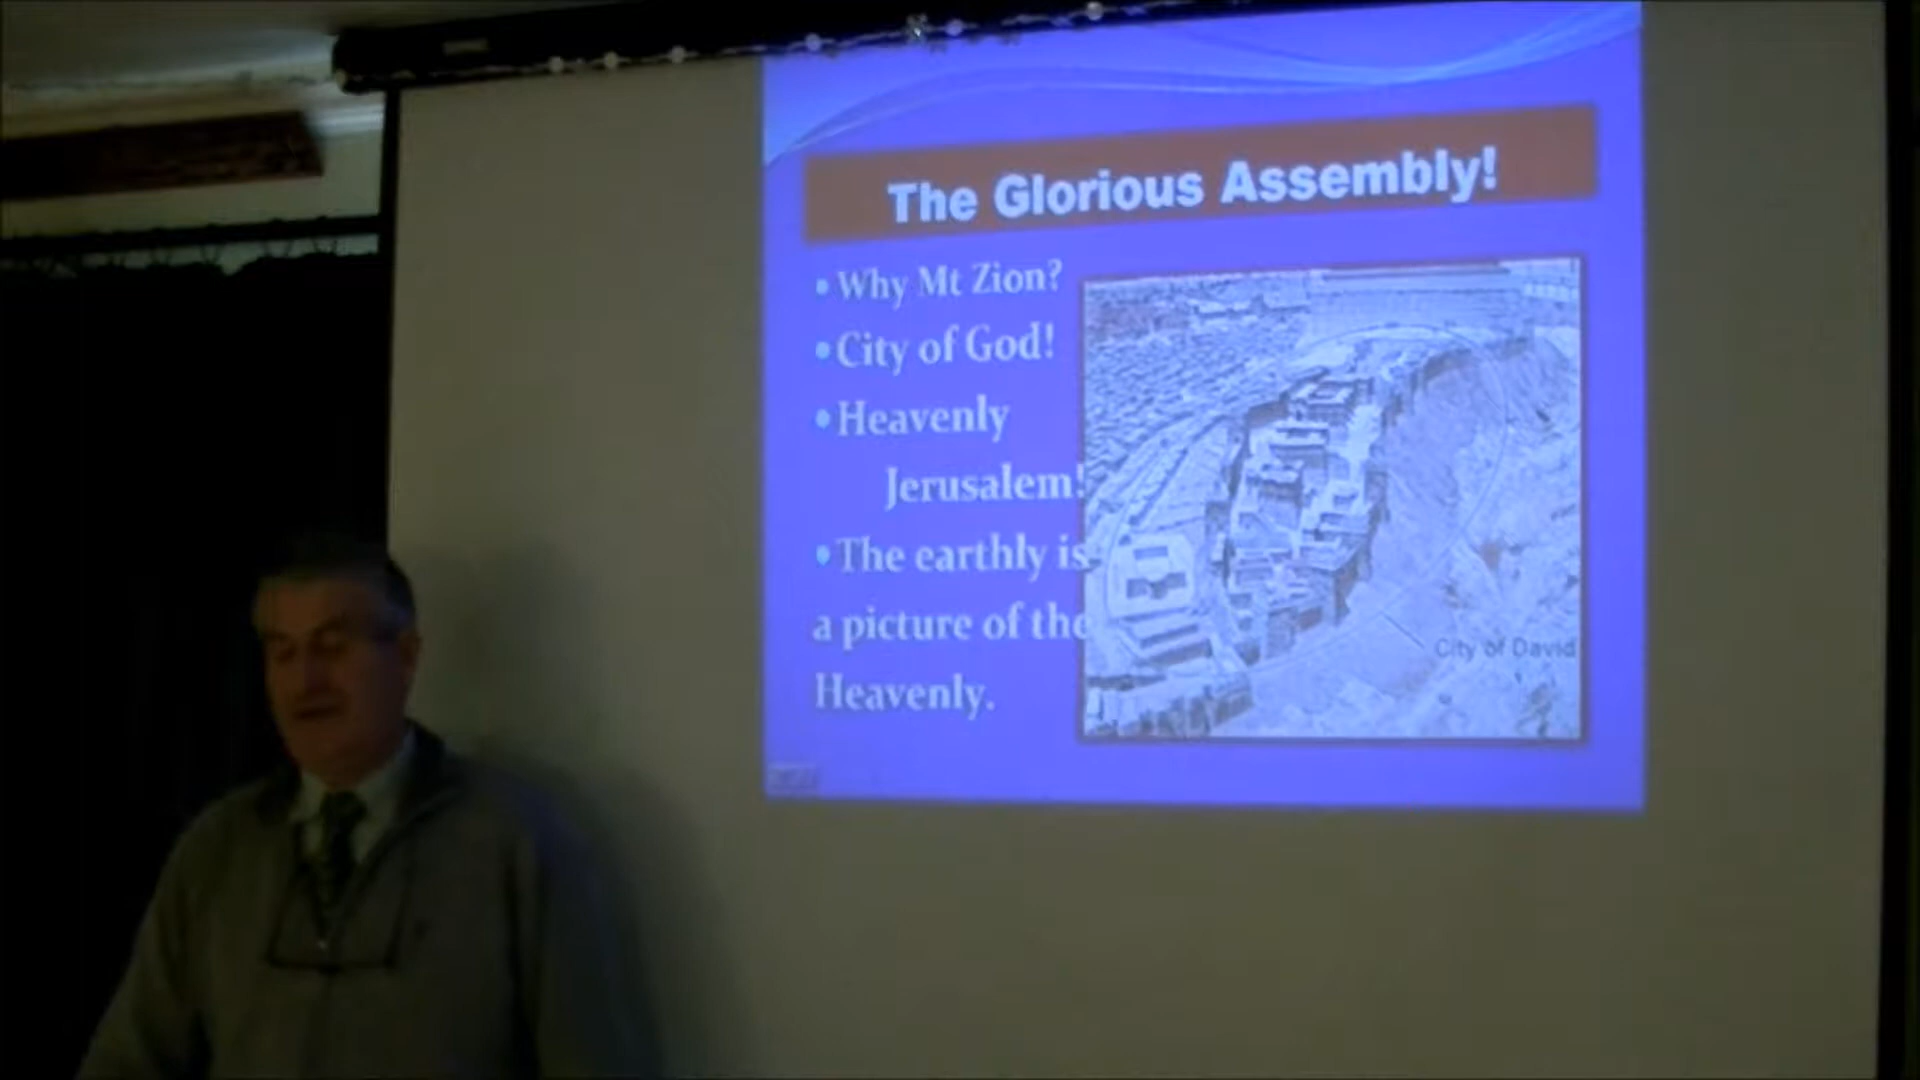 The Glorious Assembly!
• Why Mt Zion?
• City of God!
• Heavenly
Jerusalem!
• The earthly is
a picture of the
Heavenly.
City of David